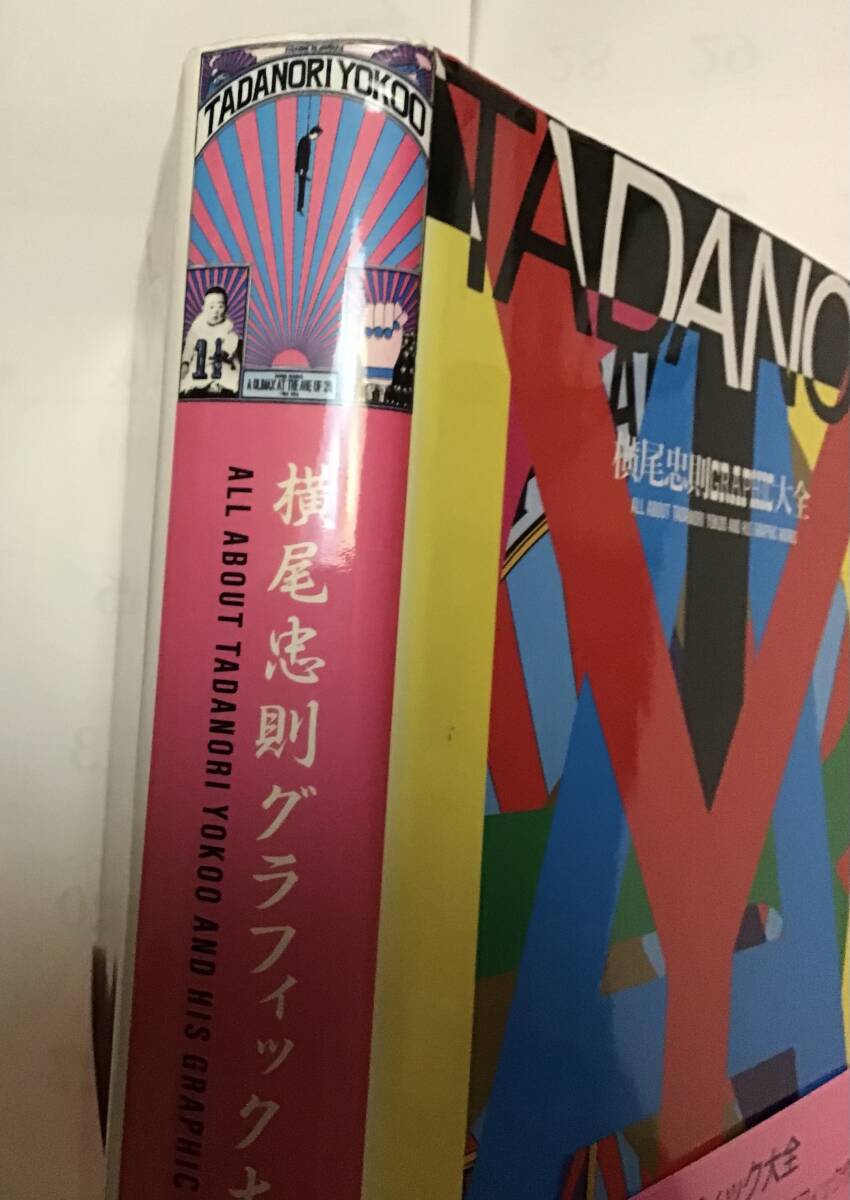 TADANORI YOKOO
1½
A CLIMAX AT THE AGE OF 29
横尾忠則グラフィック大
ALL ABOUT TADANORI YOKOO AND HIS GRAPHIC
TADANO
横尾忠則GRAPHIC大全
ALL ABOUT TADANORI YOKOO AND HIS GRAPHIC WORKS
ィック大全